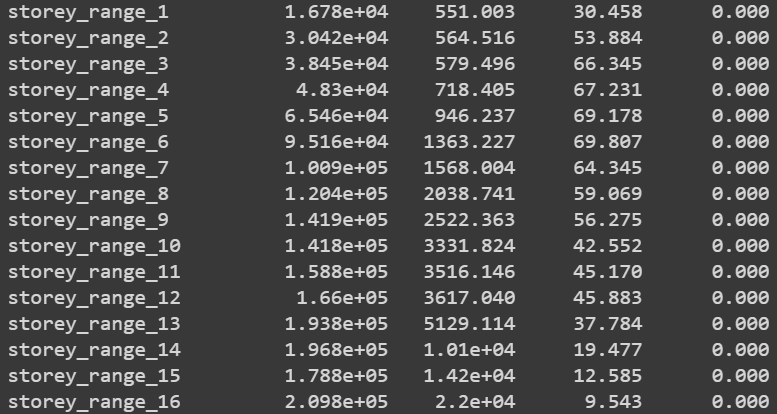 storey_range_1 1.678e+04 551.003 30.458 0.000
storey_range_2 3.042e+04 564.516 53.884 0.000
storey_range_3 3.845e+04 579.496 66.345 0.000
storey_range_4 4.83e+04 718.405 67.231 0.000
storey_range_5 6.546e+04 946.237 69.178 0.000
storey_range_6 9.516e+04 1363.227 69.807 0.000
storey_range_7 1.009e+05 1568.004 64.345 0.000
storey_range_8 1.204e+05 2038.741 59.069 0.000
storey_range_9 1.419e+05 2522.363 56.275 0.000
storey_range_10 1.418e+05 3331.824 42.552 0.000
storey_range_11 1.588e+05 3516.146 45.170 0.000
storey_range_12 1.66e+05 3617.040 45.883 0.000
storey_range_13 1.938e+05 5129.114 37.784 0.000
storey_range_14 1.968e+05 1.01e+04 19.477 0.000
storey_range_15 1.788e+05 1.42e+04 12.585 0.000
storey_range_16 2.098e+05 2.2e+04 9.543 0.000